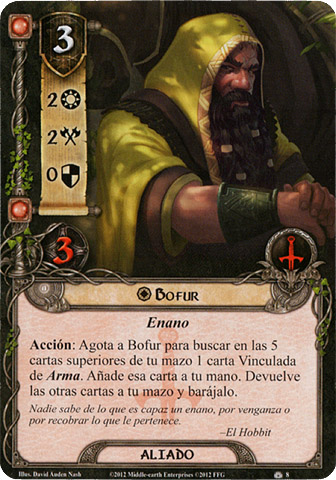 3
2
2
0
3
Bofur
Enano
Acción: Agota a Bofur para buscar en las 5
cartas superiores de tu mazo 1 carta Vinculada
de Arma. Añade esa carta a tu mano. Devuelve
las otras cartas a tu mazo y barájalo.
Nadie sabe de lo que es capaz un enano, por venganza o
por recobrar lo que le pertenece.
–El Hobbit
ALIADO
Illus. David Auden Nash
©2012 Middle-earth Enterprises ©2012 FFG
8